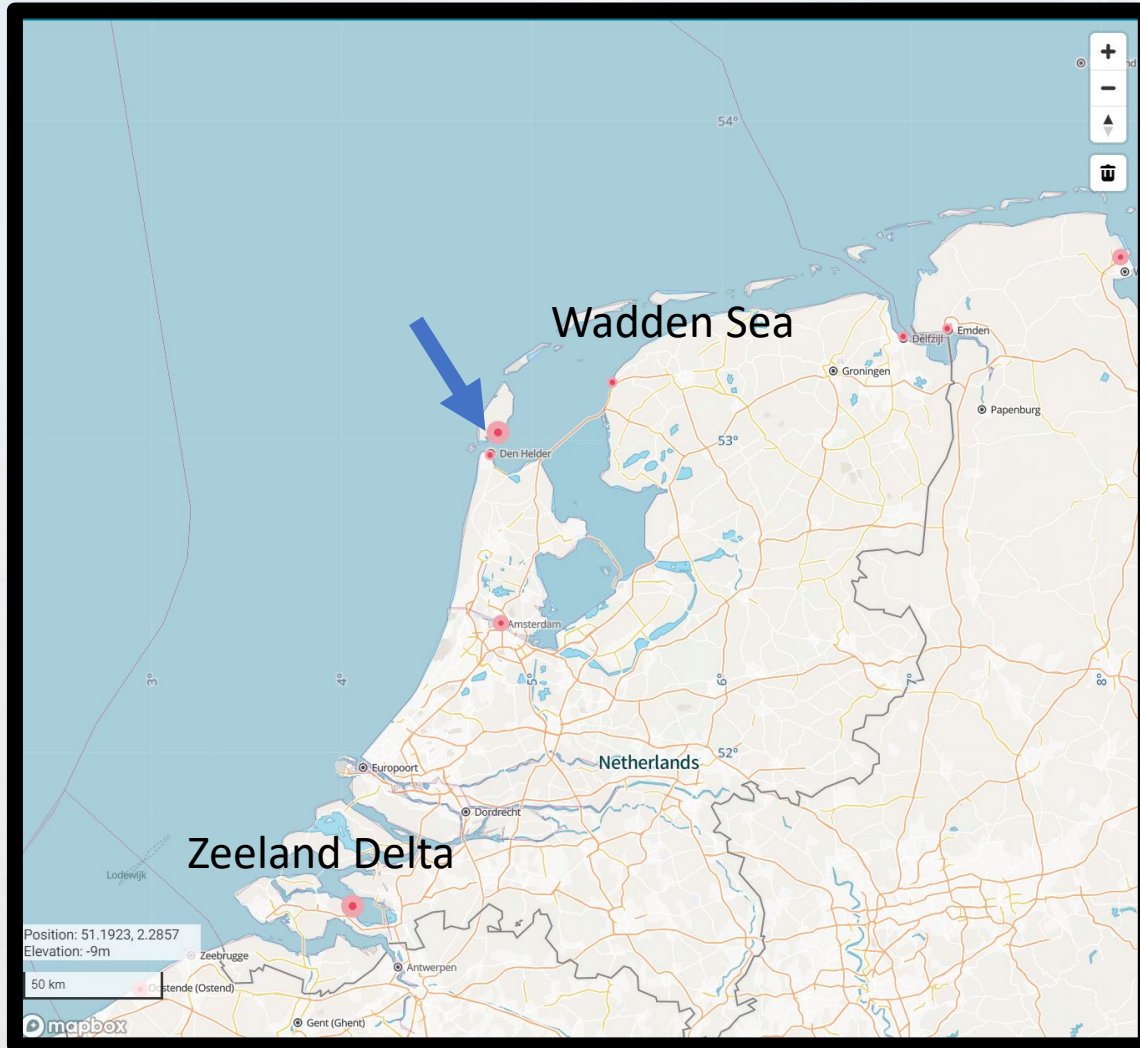 54°
Wadden Sea
Emden
Delfzijl
Groningen
Papenburg
53°
Den Helder
Amsterdam
3°
4°
5°
6°
7°
8°
52°
Netherlands
Europoort
Dordrecht
Zeeland Delta
Lodewijk
Position: 51.1923, 2.2857
Elevation: -9m
Zeebrugge
Antwerpen
50 km
Oostende (Ostend)
Gent (Ghent)
mapbox